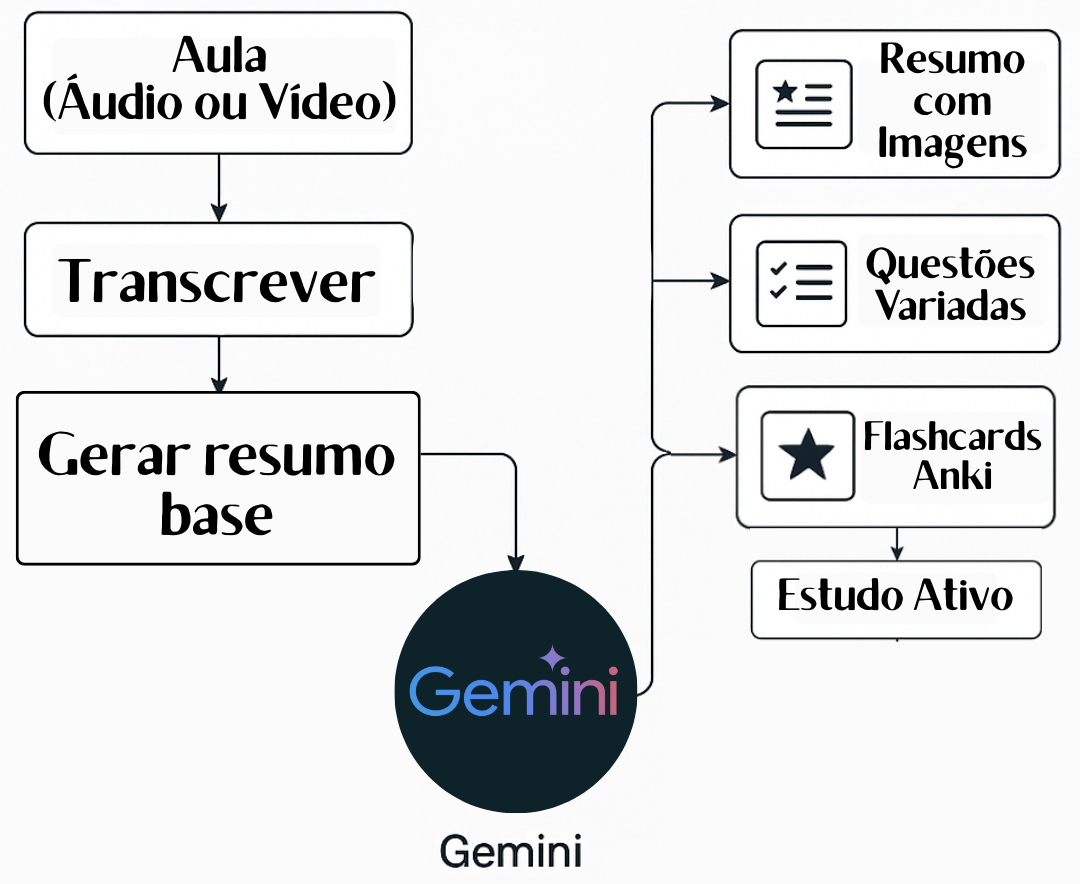 Aula
(Áudio ou Vídeo)
Transcrever
Gerar resumo
base
Gemini
Gemini
Resumo
com
Imagens
Questões
Variadas
Flashcards
Anki
Estudo Ativo